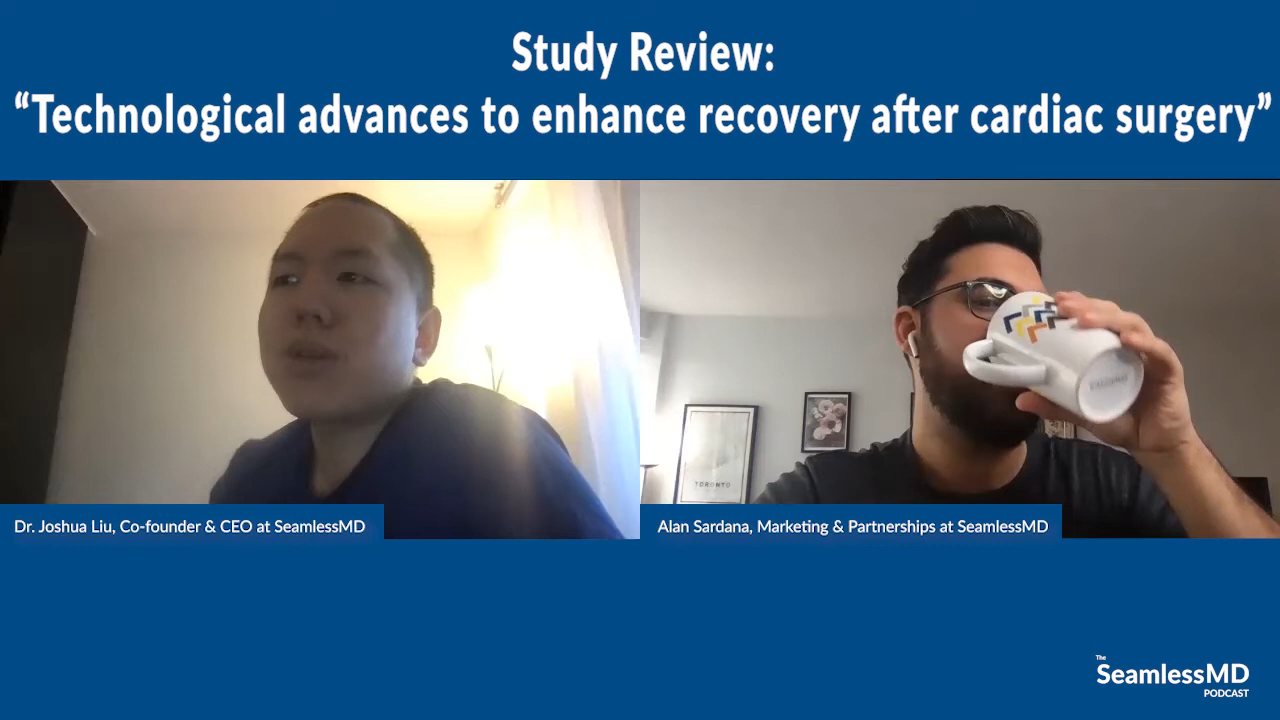 Study Review:
“Technological advances to enhance recovery after cardiac surgery”
TORONTO
Dr. Joshua Liu, Co-founder & CEO at SeamlessMD
Alan Sardana, Marketing & Partnerships at SeamlessMD
The
SeamlessMD
PODCAST